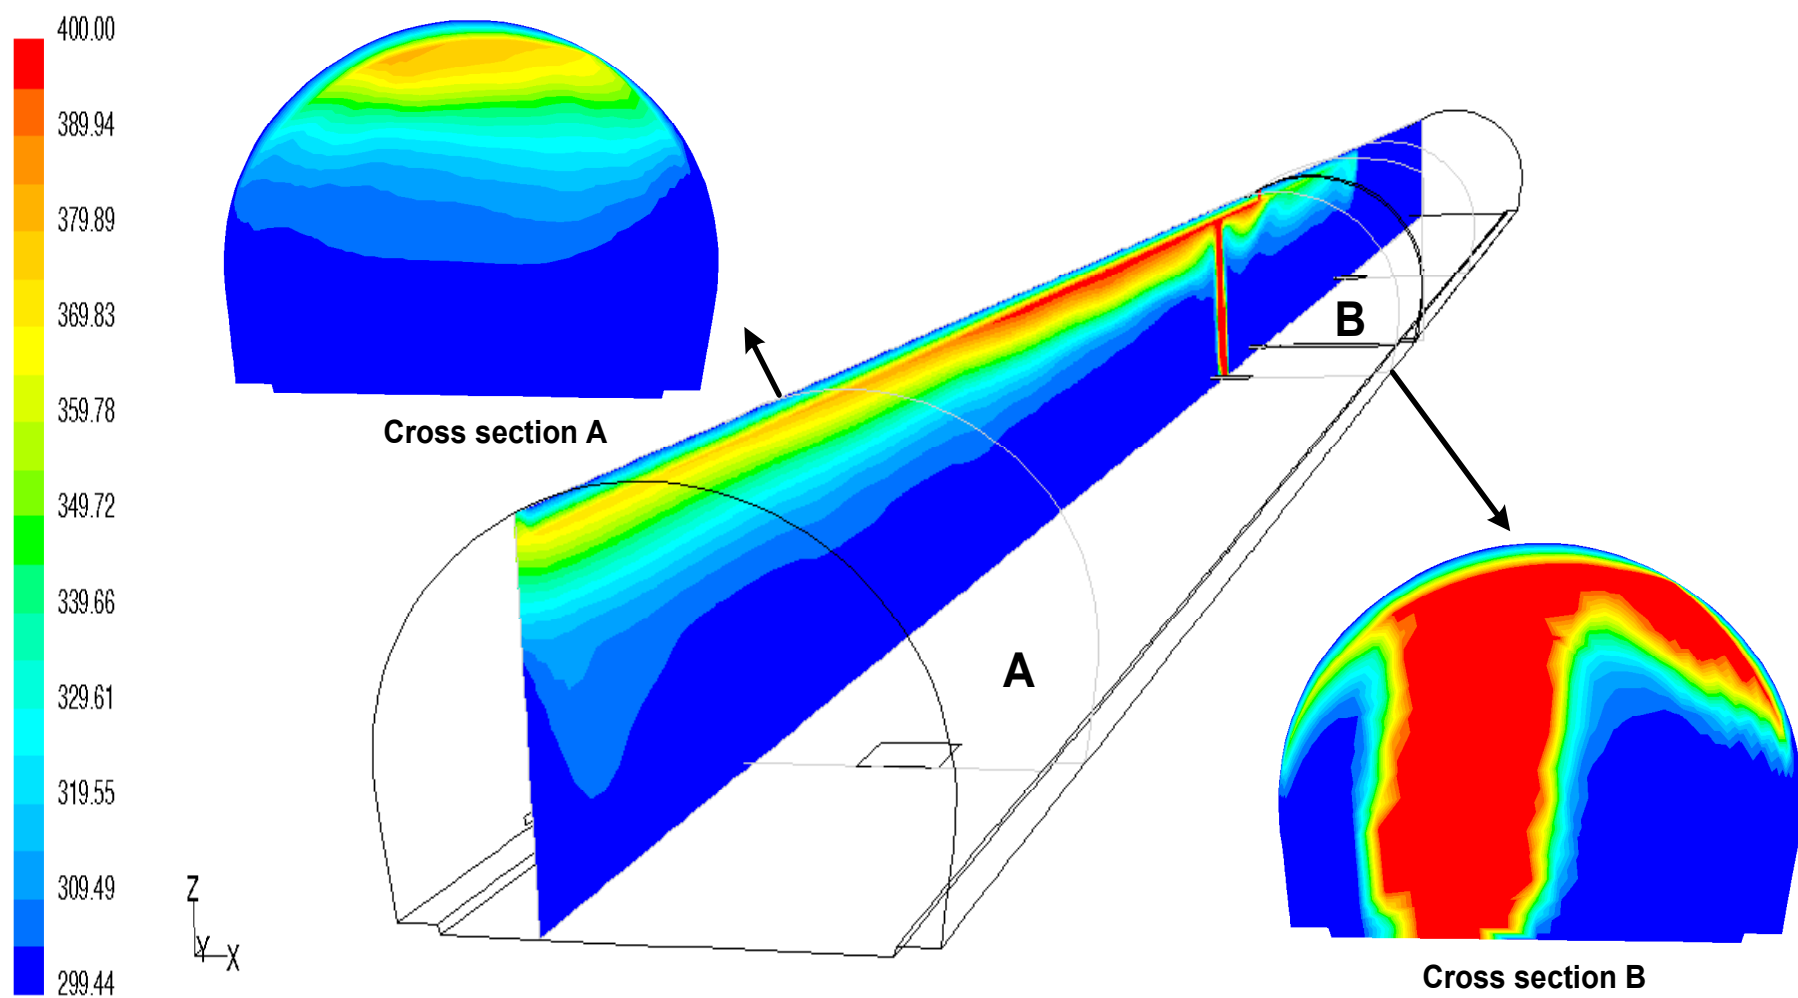 400.00
389.94
379.89
369.83
359.78
349.72
339.66
329.61
319.55
309.49
299.44
Cross section A
B
A
Z
Y
X
Cross section B